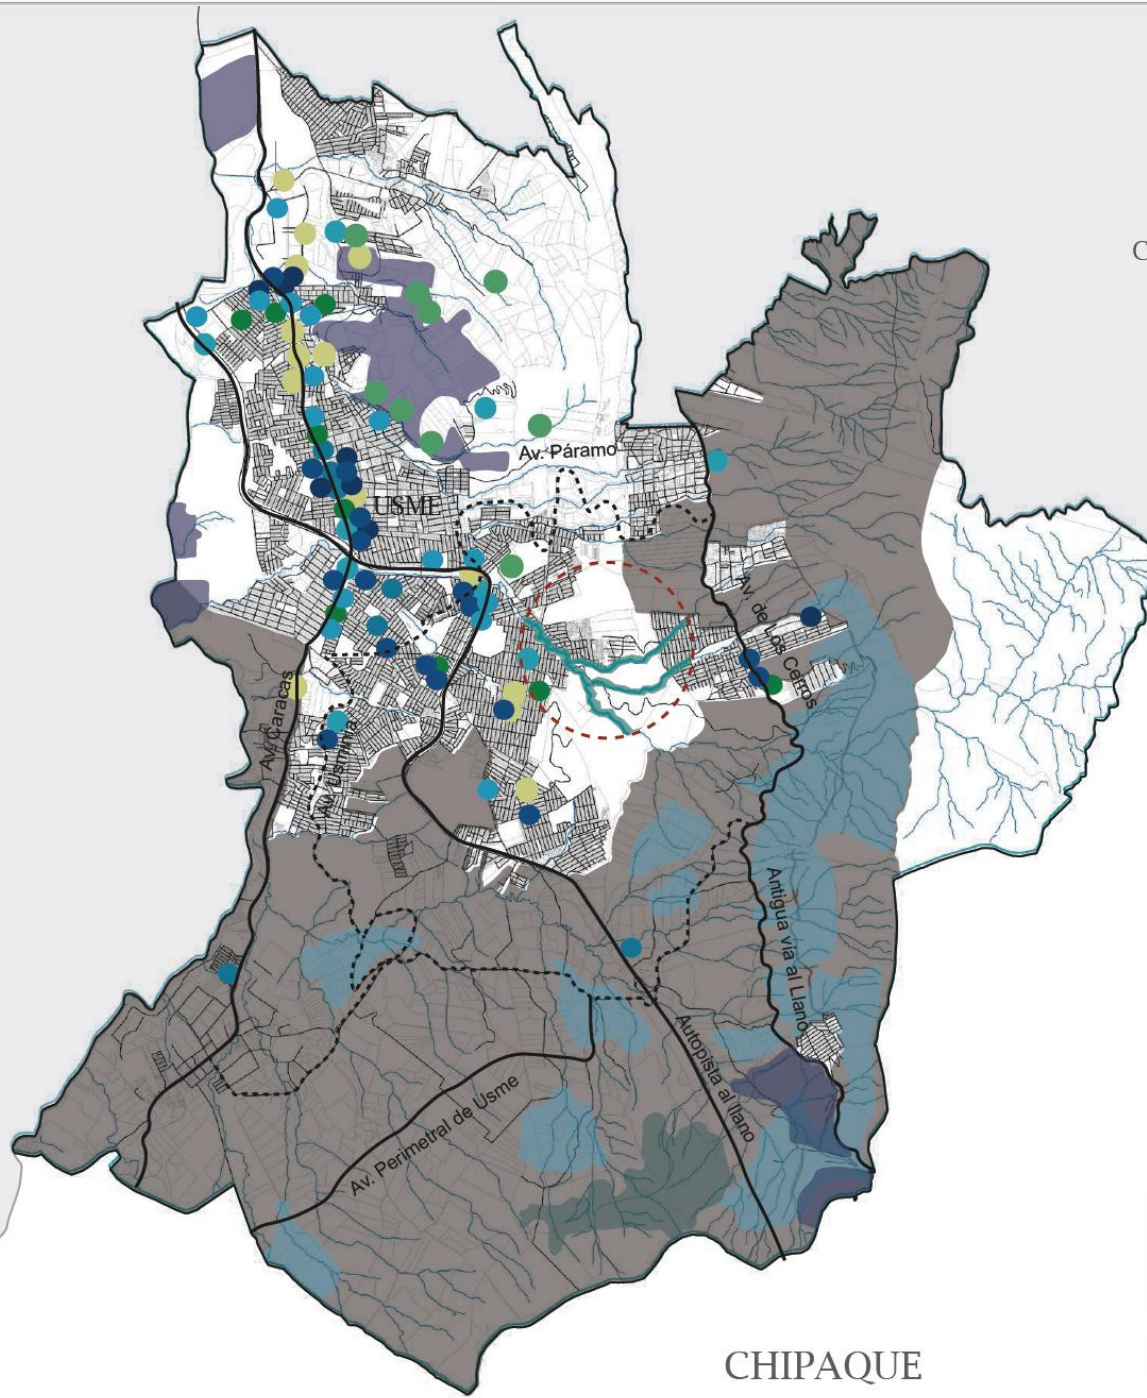 Av. Páramo
USME
Av. de Los Cerros
Av. Caracas
Av. Usminia
Antigua vía al Llano
Autopista al llano
Av. Perimetral de Usme
CHIPAQUE